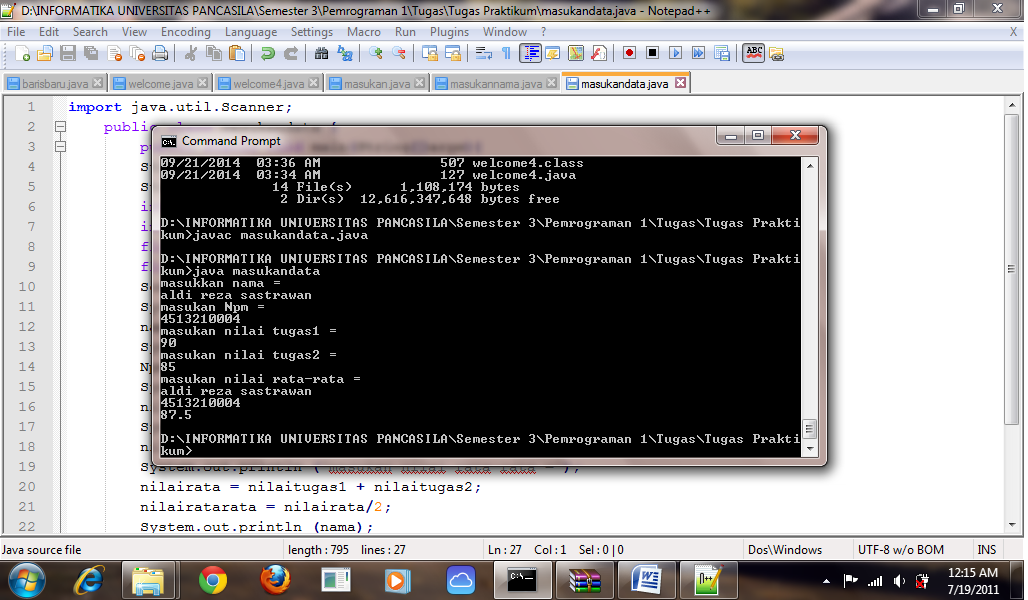 D:\INFORMATIKA UNIVERSITAS PANCASILA\Semester 3\Pemrograman 1\Tugas\Tugas Praktikum\masukandata.java - Notepad++
File Edit Search View Encoding Language Settings Macro Run Plugins Window ? X
barisbaru.java welcome.java welcome4.java masukan.java masukannama.java masukandata.java
1 import java.util.Scanner;
2 public
3
4
5
6
7
8
9
10
11
12
13
14
15
16
17
18
19 System.out.println
20 nilairata = nilaitugas1 + nilaitugas2;
21 nilairatarata = nilairata/2;
22 System.out.println (nama);
Command Prompt
09/21/2014 03:36 AM 507 welcome4.class
09/21/2014 03:34 AM 127 welcome4.java
14 File(s) 1,108,174 bytes
2 Dir(s) 12,616,347,648 bytes free
D:\INFORMATIKA UNIVERSITAS PANCASILA\Semester 3\Pemrograman 1\Tugas\Tugas Prakti
kum>javac masukandata.java
D:\INFORMATIKA UNIVERSITAS PANCASILA\Semester 3\Pemrograman 1\Tugas\Tugas Prakti
kum>java masukandata
masukkan nama =
aldi reza sastrawan
masukan Npm =
4513210004
masukan nilai tugas1 =
90
masukan nilai tugas2 =
85
masukan nilai rata-rata =
aldi reza sastrawan
4513210004
87.5
D:\INFORMATIKA UNIVERSITAS PANCASILA\Semester 3\Pemrograman 1\Tugas\Tugas Prakti
kum>
Java source file length : 795 lines : 27 Ln : 27 Col : 1 Sel : 0 | 0 Dos\Windows UTF-8 w/o BOM INS
12:15 AM
7/19/2011